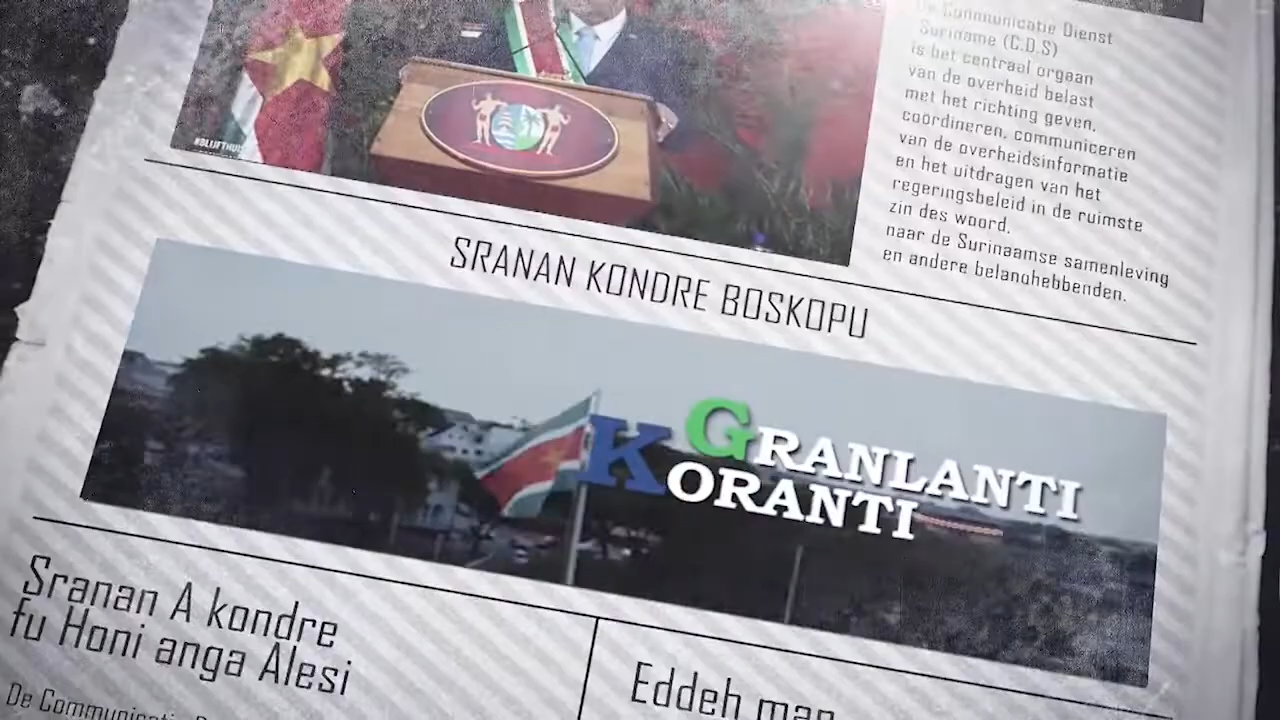 De Communicatie Dienst
Suriname (C.D.S)
is het centraal orgaan
van de overheid belast
met het richting geven,
coördineren, communiceren
van de overheidsinformatie
en het uitdragen van het
regeringsbeleid in de ruimste
zin des woord.
naar de Surinaamse samenleving
en andere belanghebbenden.
SRANAN KONDRE BOSKOPU
GRANLANTI
KORANTI
Sranan A kondre
fu Honi anga Alesi
Eddeh man
De